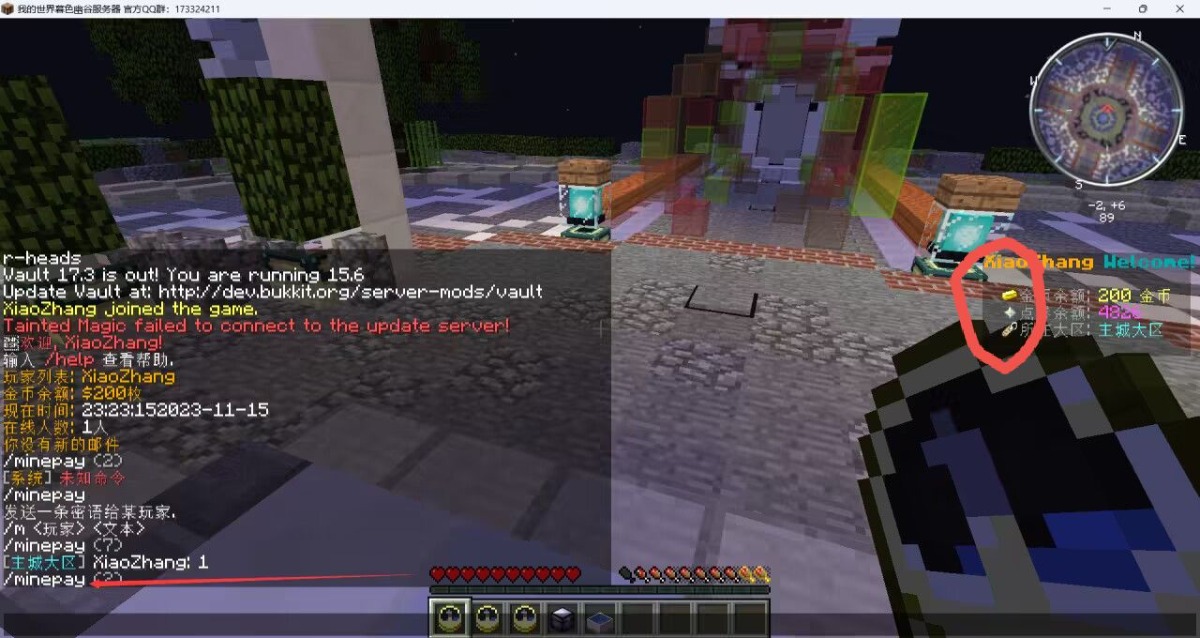 我的世界暮色幽谷服务器 官方QQ群: 173324211
N
W
E
S
-2, +6
89
r-heads
Vault 17.3 is out! You are running 15.6
Update Vault at: http://dev.bukkit.org/server-mods/vault
XiaoZhang joined the game.
Tainted Magic failed to connect to the update server!
欢迎, XiaoZhang!
输入 /help 查看帮助.
玩家列表: XiaoZhang
金币余额: $200枚
现在时间: 23:23:152023-11-15
在线人数: 1人
你没有新的邮件
/minepay (2)
[系统] 未知命令
/minepay
发送一条密语给某玩家.
/m <玩家> <文本>
/minepay (7)
[主城大区] XiaoZhang: 1
/minepay (2)
XiaoZhang Welcome!
金币余额: 200 金币
点券余额:
所在大区: 主城大区